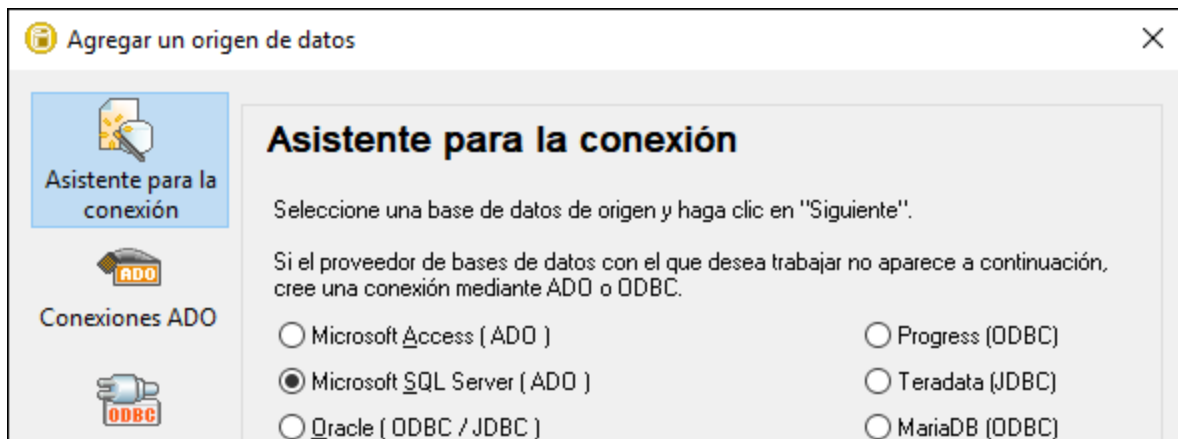 Agregar un origen de datos
Asistente para la
conexión
Conexiones ADO
ADO
ODBC
Asistente para la conexión
Seleccione una base de datos de origen y haga clic en "Siguiente".
Si el proveedor de bases de datos con el que desea trabajar no aparece a continuación,
cree una conexión mediante ADO o ODBC.
Microsoft Access ( ADO )
Microsoft SQL Server ( ADO )
Oracle ( ODBC / JDBC )
Progress (ODBC)
Teradata (JDBC)
MariaDB (ODBC)